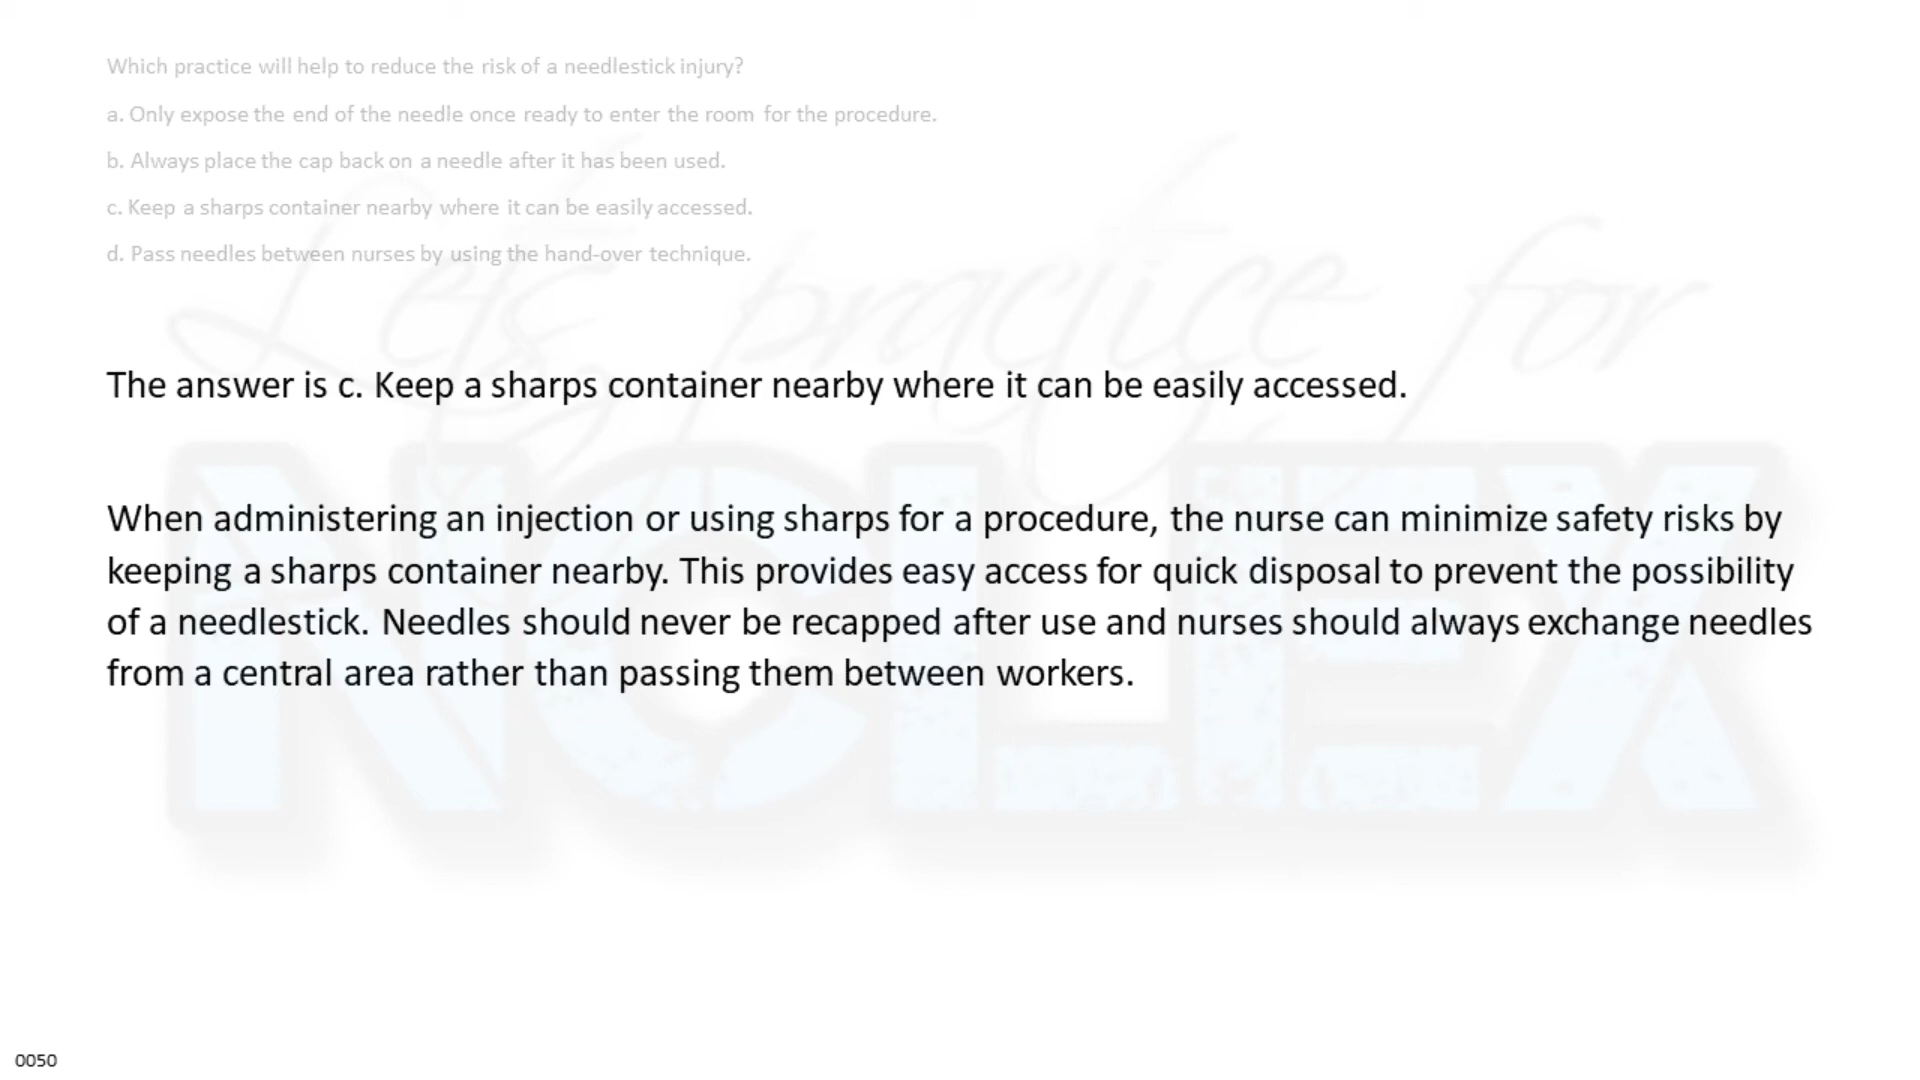 Which practice will help to reduce the risk of a needlestick injury?
a. Only expose the end of the needle once ready to enter the room for the procedure.
b. Always place the cap back on a needle after it has been used.
c. Keep a sharps container nearby where it can be easily accessed.
d. Pass needles between nurses by using the hand-over technique.
Let's practice for
The answer is c. Keep a sharps container nearby where it can be easily accessed.
NCLEX
When administering an injection or using sharps for a procedure, the nurse can minimize safety risks by
keeping a sharps container nearby. This provides easy access for quick disposal to prevent the possibility
of a needlestick. Needles should never be recapped after use and nurses should always exchange needles
from a central area rather than passing them between workers.
0050